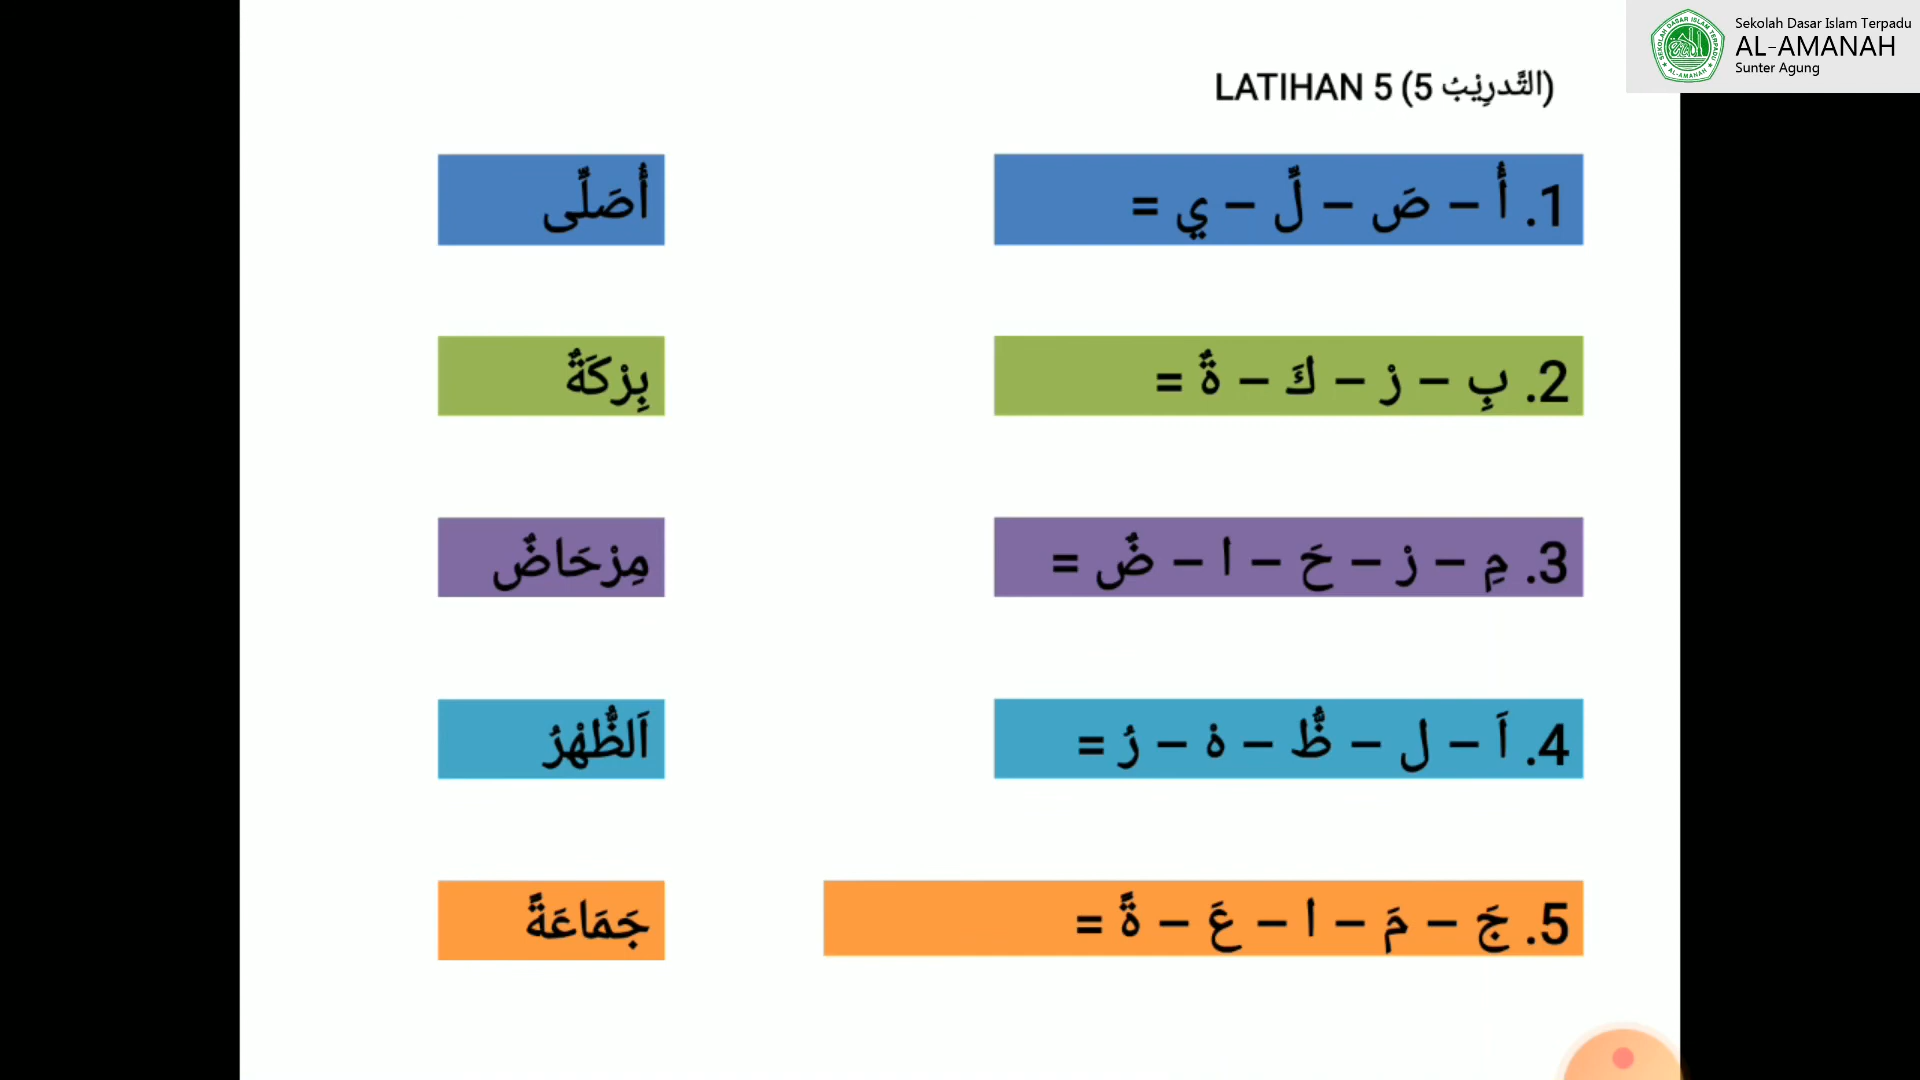 Sekolah Dasar Islam Terpadu
AL-AMANAH
Sunter Agung
LATIHAN 5 (التَّدرِيْبُ 5)
1. أُ – صَ – لِّ – ي =
أُصَلِّى
2. بِ – رْ – كَ – ةٌ =
بِرْكَةٌ
3. مِ – رْ – حَ – ا – ضٌ =
مِرْحَاضٌ
4. اَ – ل – ظُّ – هْ – رُ =
اَلظُّهْرُ
5. جَ – مَ – ا – عَ – ةً =
جَمَاعَةً